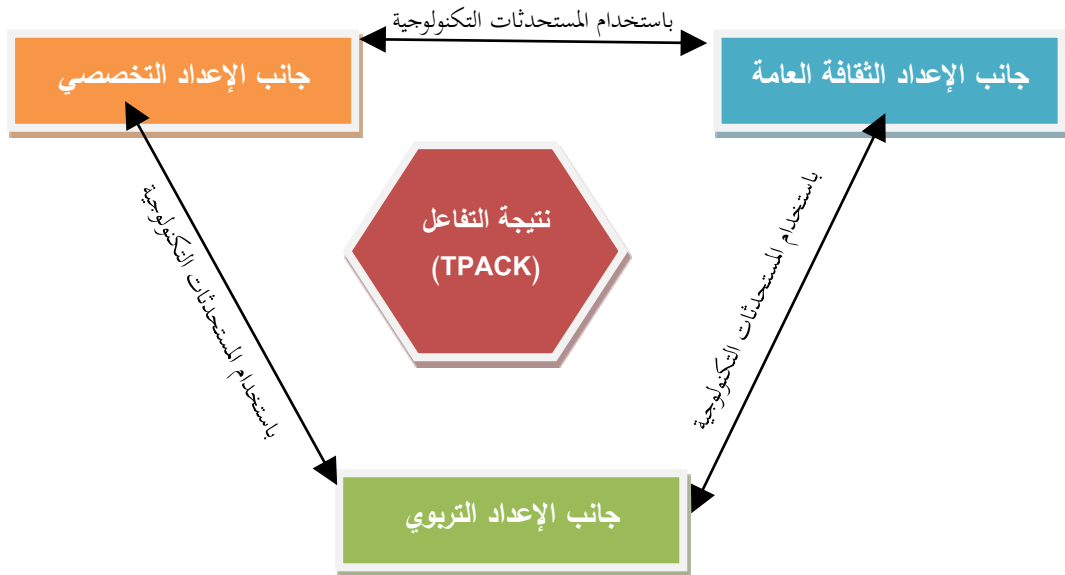 باستخدام المستحدثات التكنولوجية
جانب الإعداد الثقافة العامة
جانب الإعداد التخصصي
نتيجة التفاعل
(TPACK)
باستخدام المستحدثات التكنولوجية
باستخدام المستحدثات التكنولوجية
جانب الإعداد التربوي